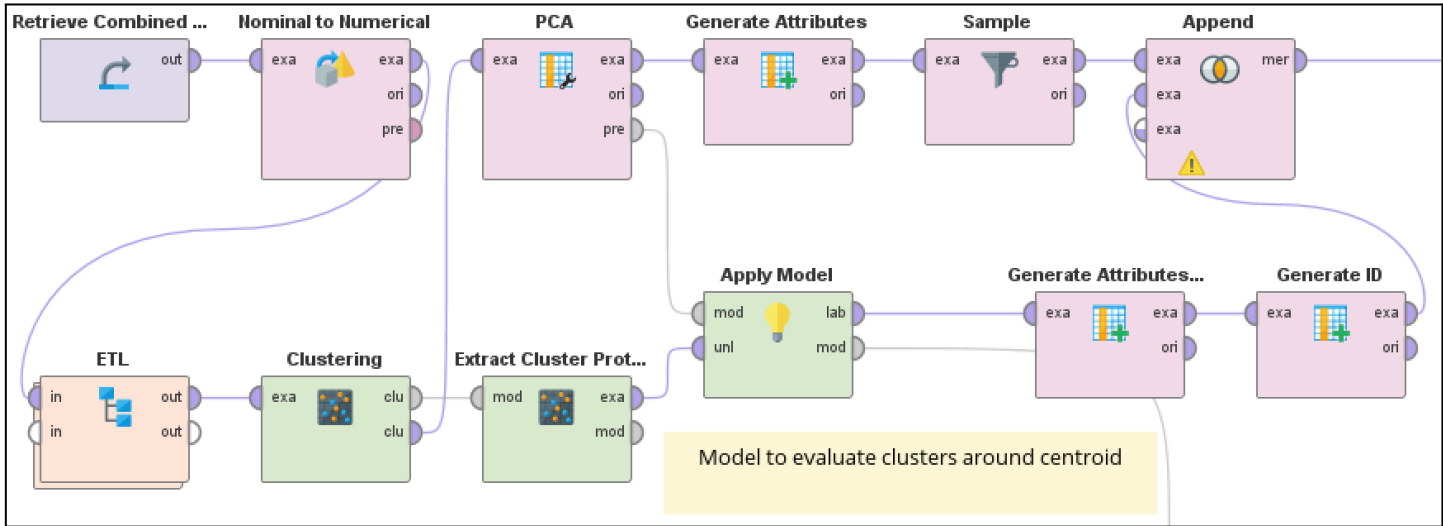 Retrieve Combined ...
out
Nominal to Numerical
exa exa
ori
pre
PCA
exa exa
ori
pre
Generate Attributes
exa exa
ori
Sample
exa exa
ori
Append
exa mer
exa
exa
ETL
in out
in out
Clustering
exa clu
clu
Extract Cluster Prot...
mod exa
mod
Apply Model
mod lab
unl mod
Generate Attributes...
exa exa
ori
Generate ID
exa exa
ori
Model to evaluate clusters around centroid